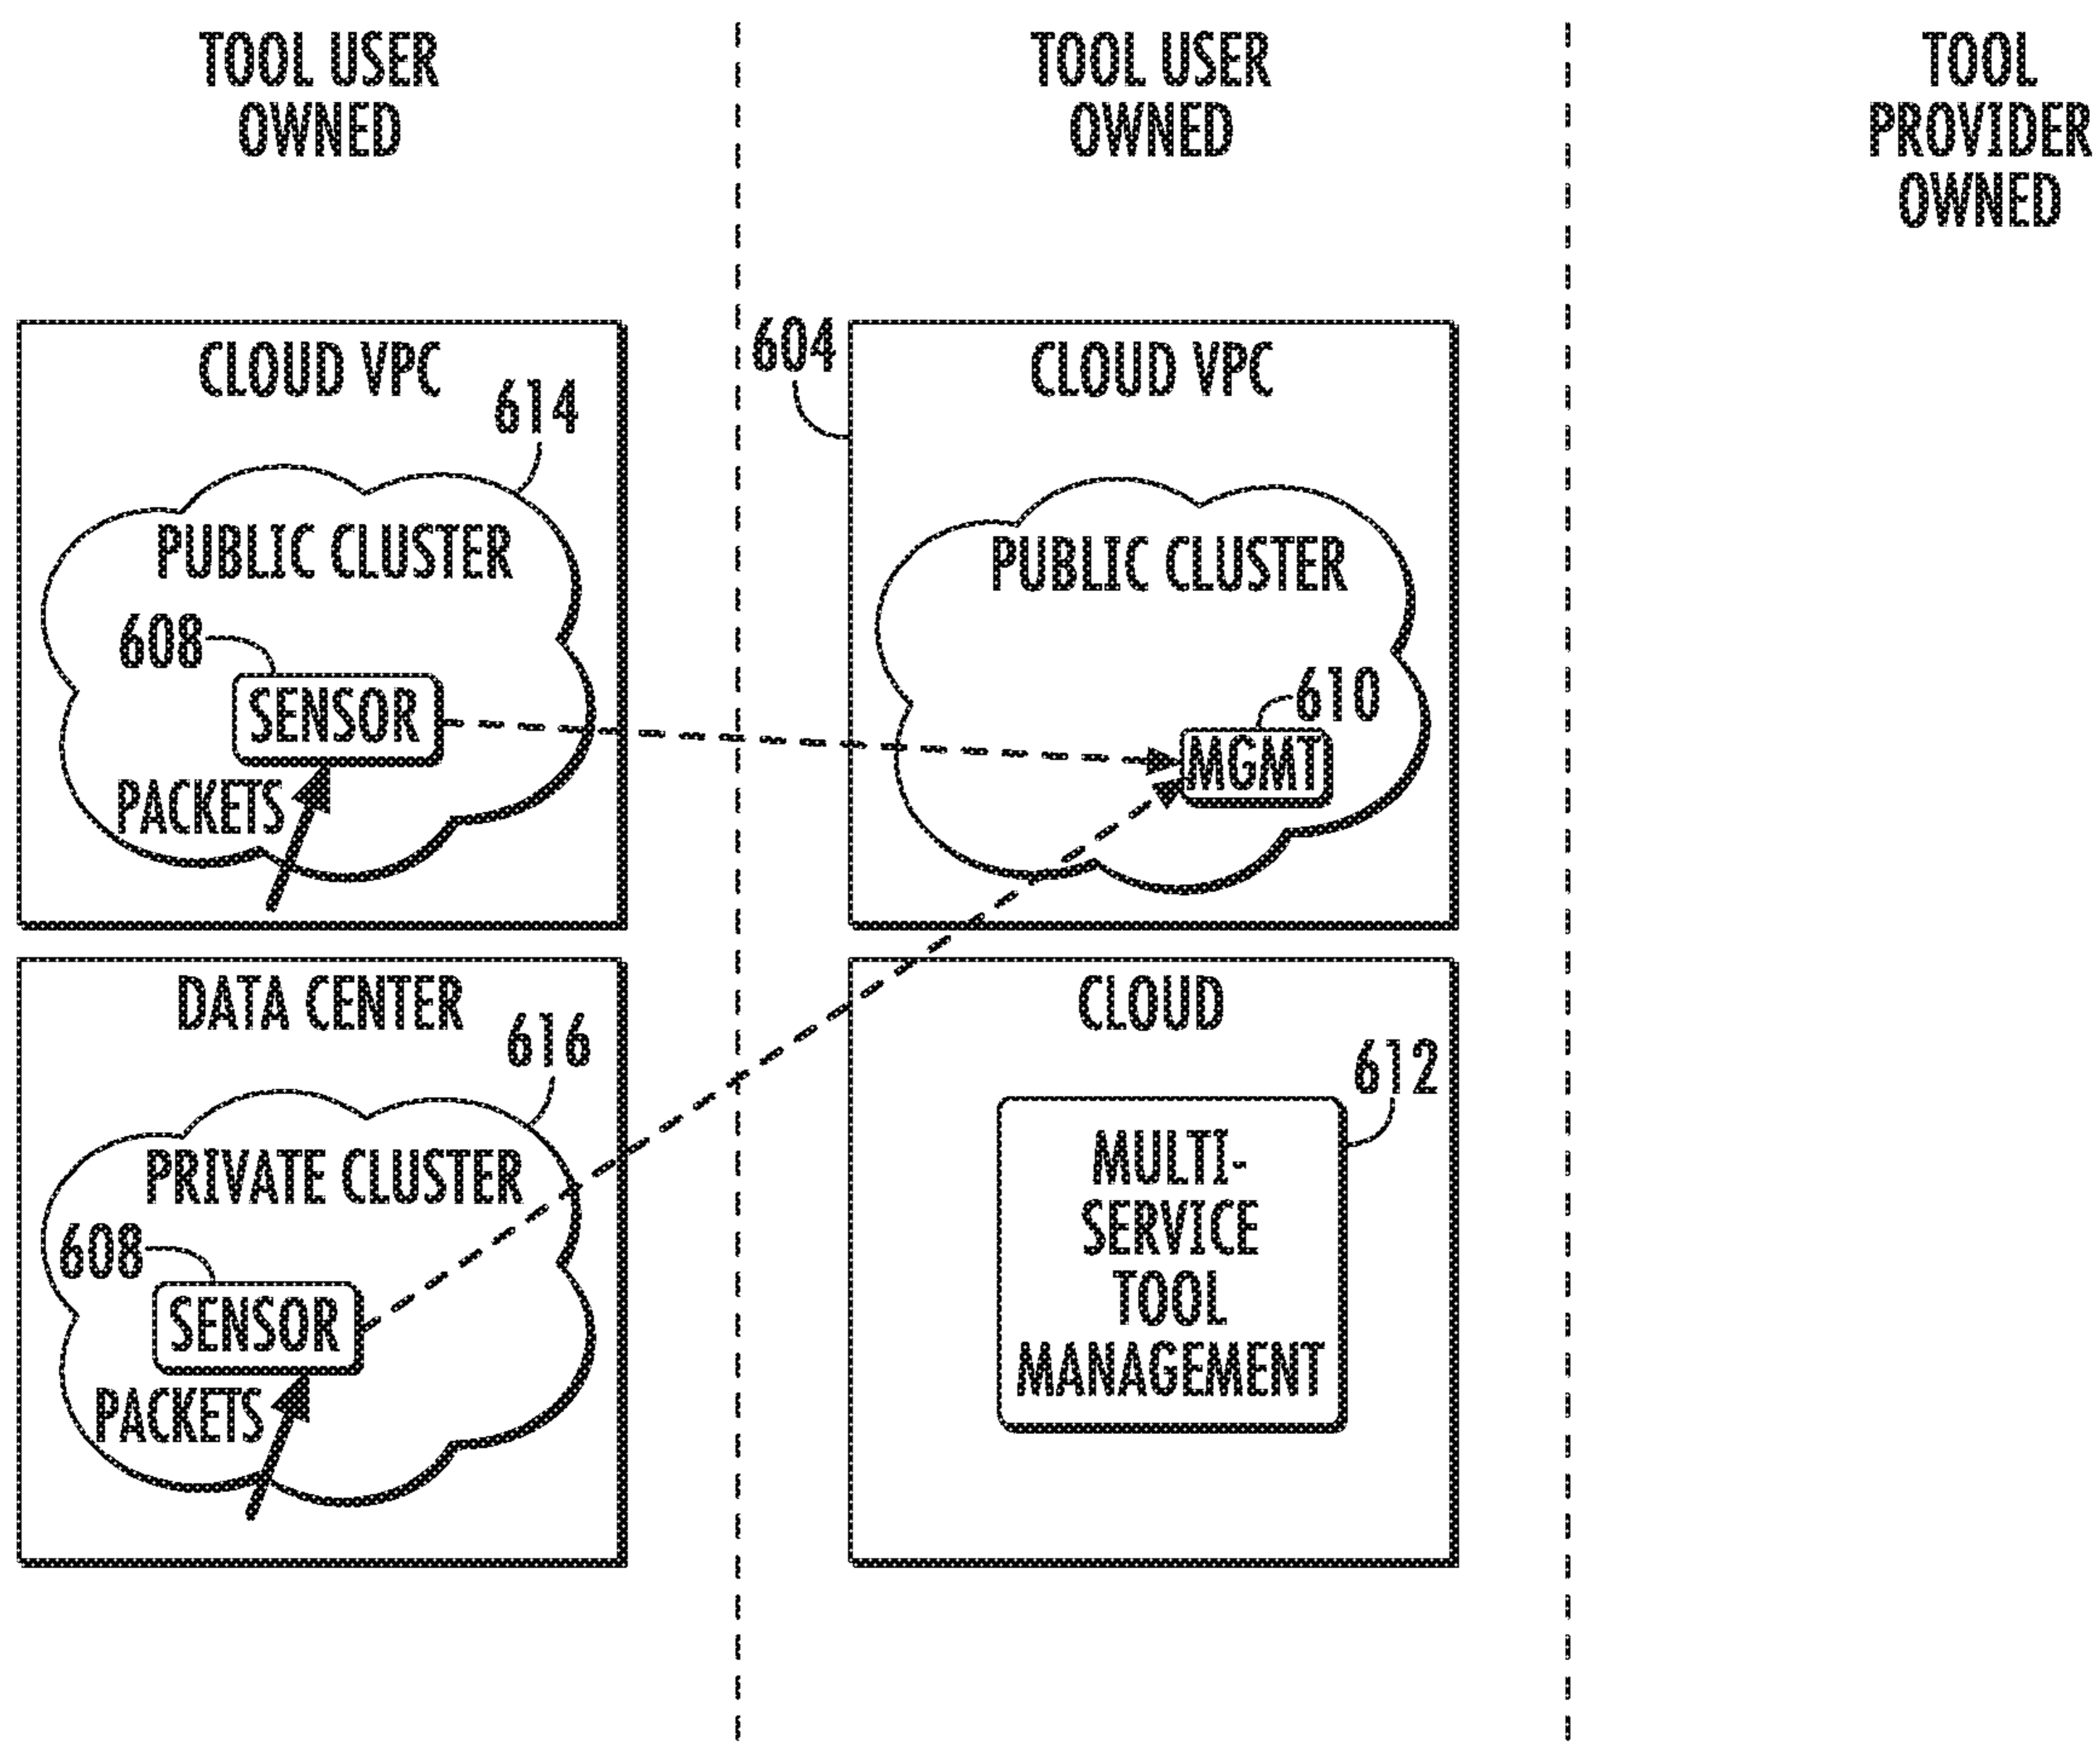 TOOL USER
OWNED
TOOL USER
OWNED
TOOL
PROVIDER
OWNED
CLOUD VPC
614
PUBLIC CLUSTER
608
SENSOR
PACKETS
604
CLOUD VPC
PUBLIC CLUSTER
610
MGMT
DATA CENTER
616
PRIVATE CLUSTER
608
SENSOR
PACKETS
CLOUD
612
MULTI-
SERVICE
TOOL
MANAGEMENT